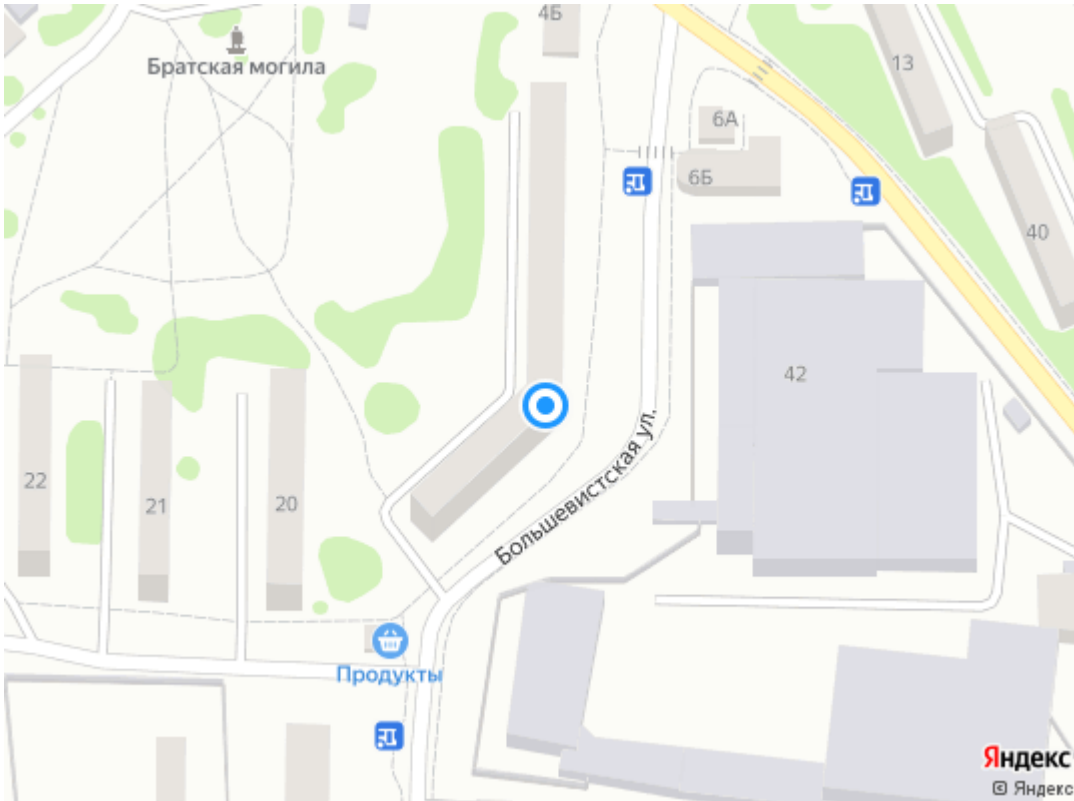 4Б
Братская могила
13
6А
6Б
40
42
22
21
20
Большевистская ул.
Продукты
Яндекс
© Яндекс